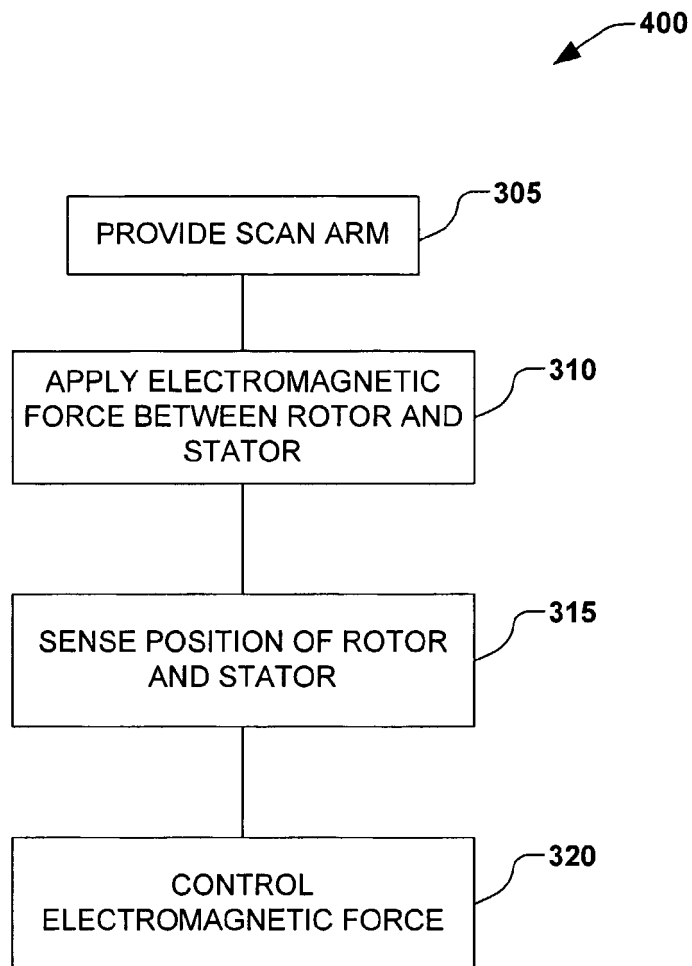 400
305
PROVIDE SCAN ARM
310
APPLY ELECTROMAGNETIC
FORCE BETWEEN ROTOR AND
STATOR
315
SENSE POSITION OF ROTOR
AND STATOR
320
CONTROL
ELECTROMAGNETIC FORCE